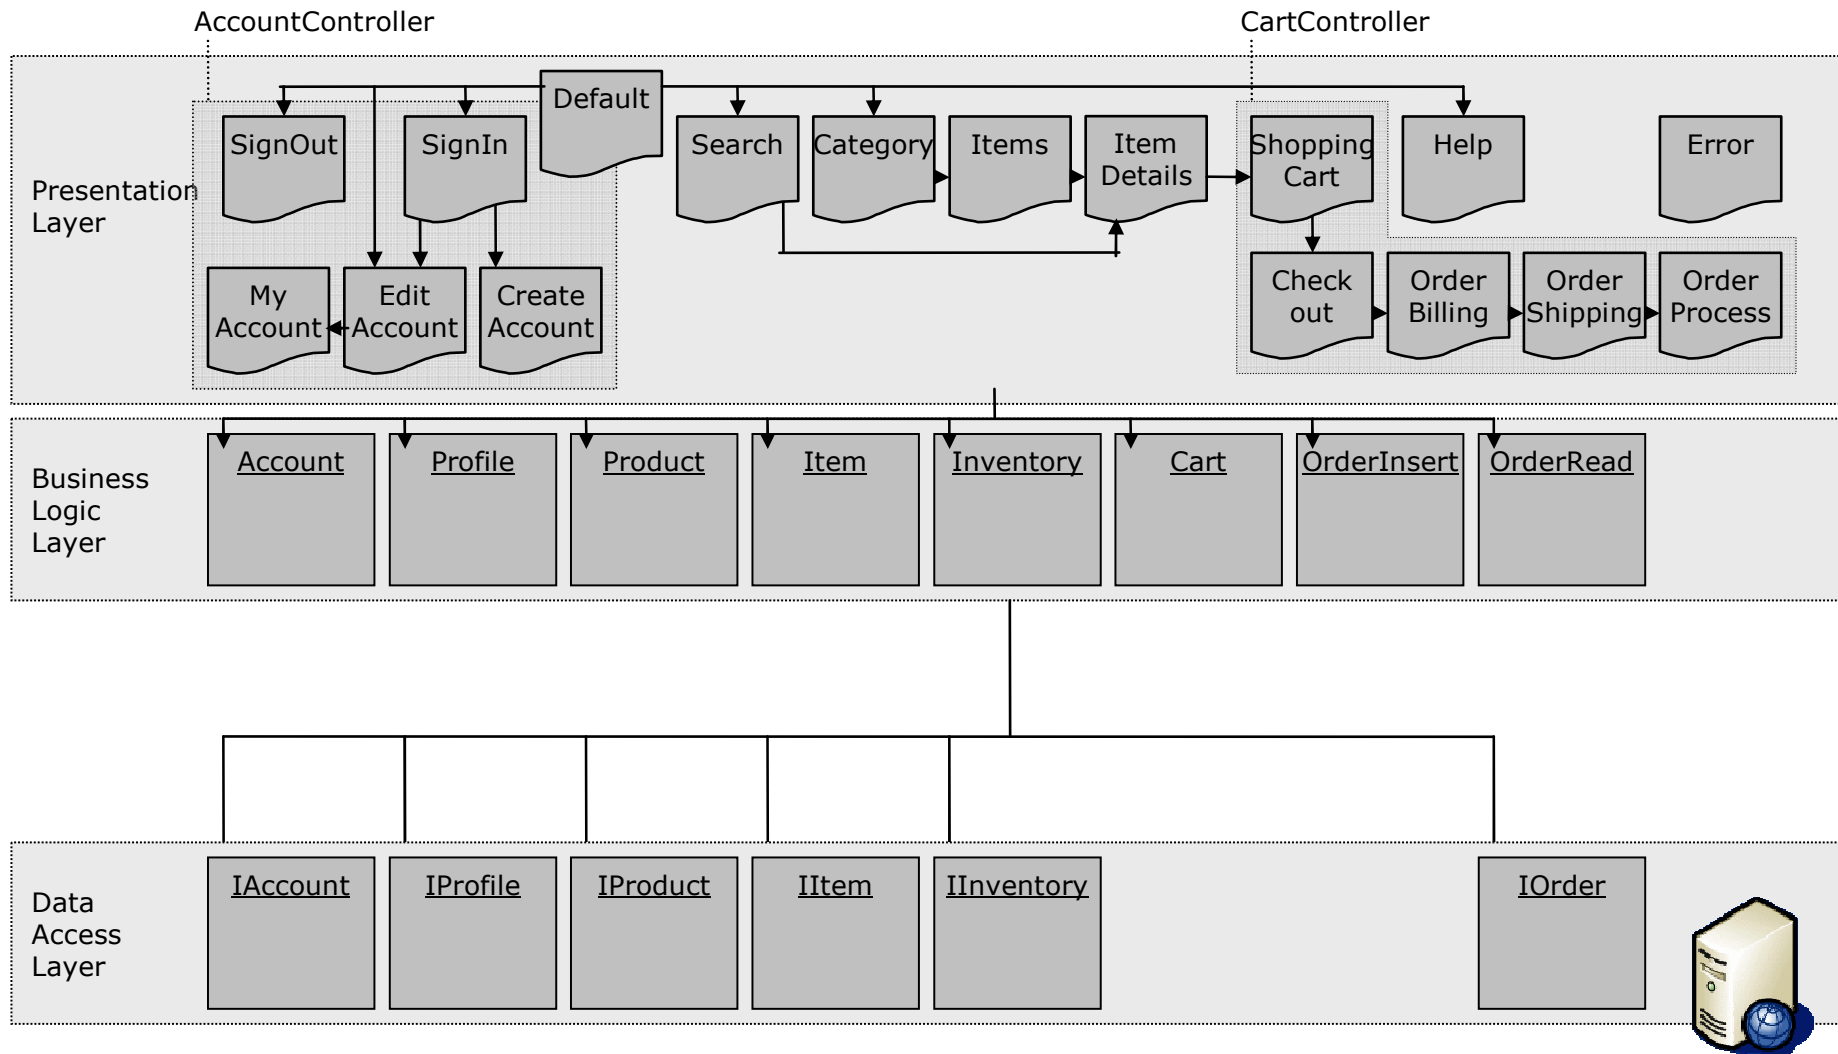 AccountController
CartController
Default
SignOut
SignIn
Search
Category
Items
Item
Details
Shopping
Cart
Help
Error
Presentation
Layer
My
Account
Edit
Account
Create
Account
Check
out
Order
Billing
Order
Shipping
Order
Process
Business
Logic
Layer
Account
Profile
Product
Item
Inventory
Cart
OrderInsert
OrderRead
Data
Access
Layer
IAccount
IProfile
IProduct
IItem
IInventory
IOrder